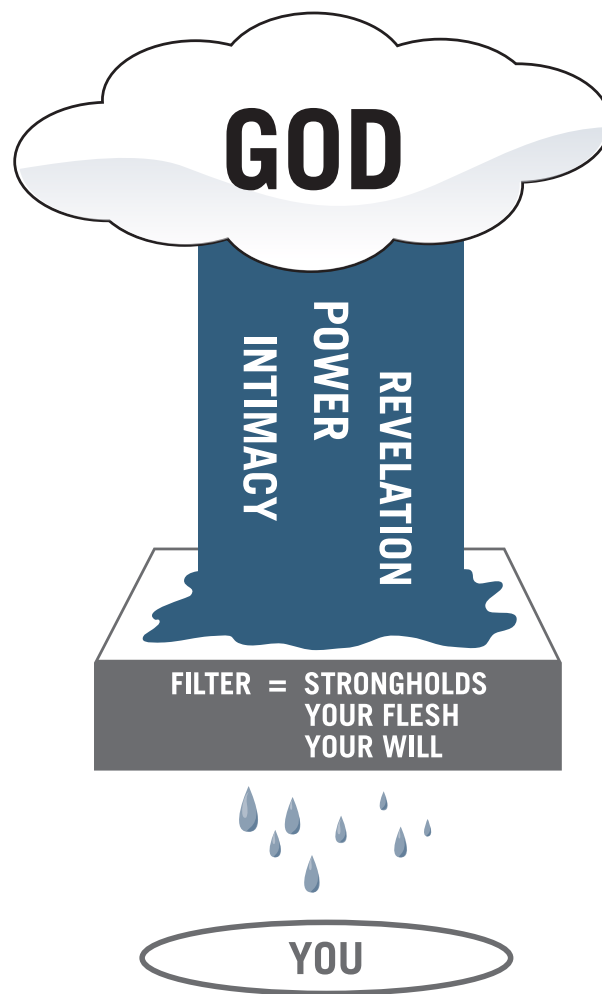 GOD
INTIMACY
POWER
REVELATION
FILTER = STRONGHOLDS
YOUR FLESH
YOUR WILL
YOU